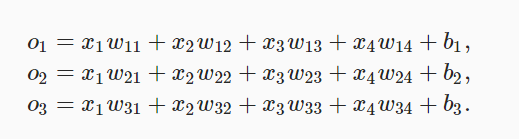 o₁ = x₁w₁₁ + x₂w₁₂ + x₃w₁₃ + x₄w₁₄ + b₁,
o₂ = x₁w₂₁ + x₂w₂₂ + x₃w₂₃ + x₄w₂₄ + b₂,
o₃ = x₁w₃₁ + x₂w₃₂ + x₃w₃₃ + x₄w₃₄ + b₃.